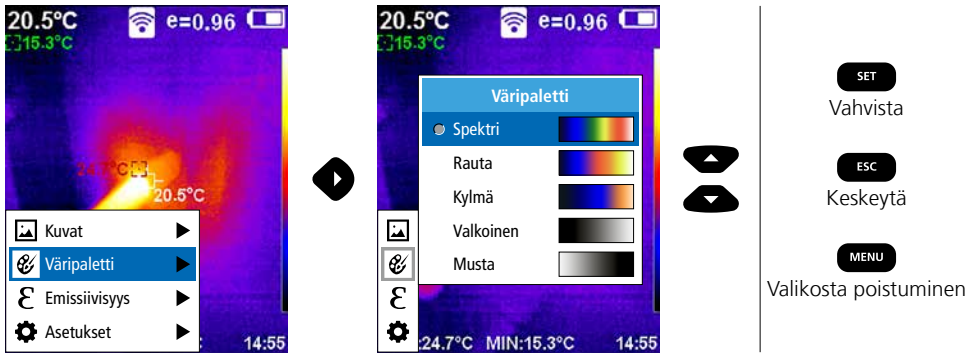 20.5°C e=0.96
15.3°C
24.7°C
20.5°C
Kuvat
Väripaletti
Emissiivisyys
Asetukset
14:55
20.5°C e=0.96
15.3°C
Väripaletti
Spektri
Rauta
Kylmä
Valkoinen
Musta
ε
:24.7°C MIN:15.3°C 14:55
SET
Vahvista
ESC
Keskeytä
MENU
Valikosta poistuminen